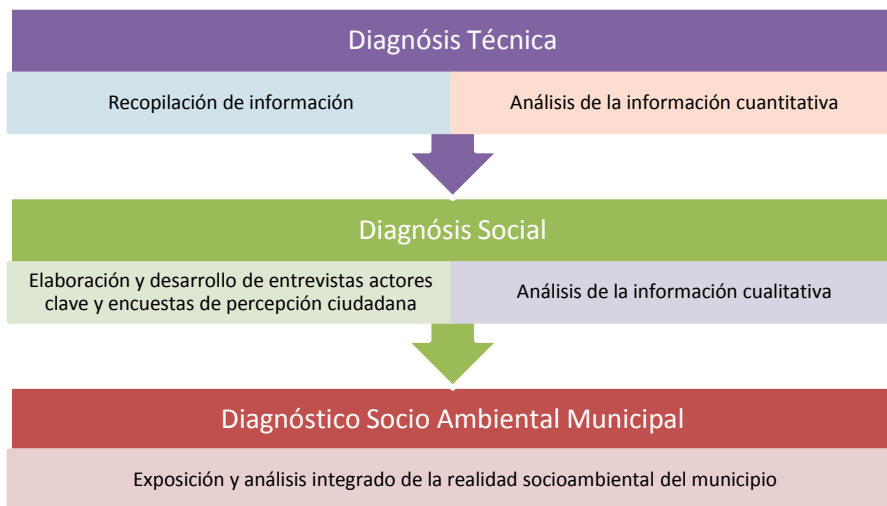 Diagnósis Técnica
Recopilación de información
Análisis de la información cuantitativa
Diagnósis Social
Elaboración y desarrollo de entrevistas actores
clave y encuestas de percepción ciudadana
Análisis de la información cualitativa
Diagnóstico Socio Ambiental Municipal
Exposición y análisis integrado de la realidad socioambiental del municipio